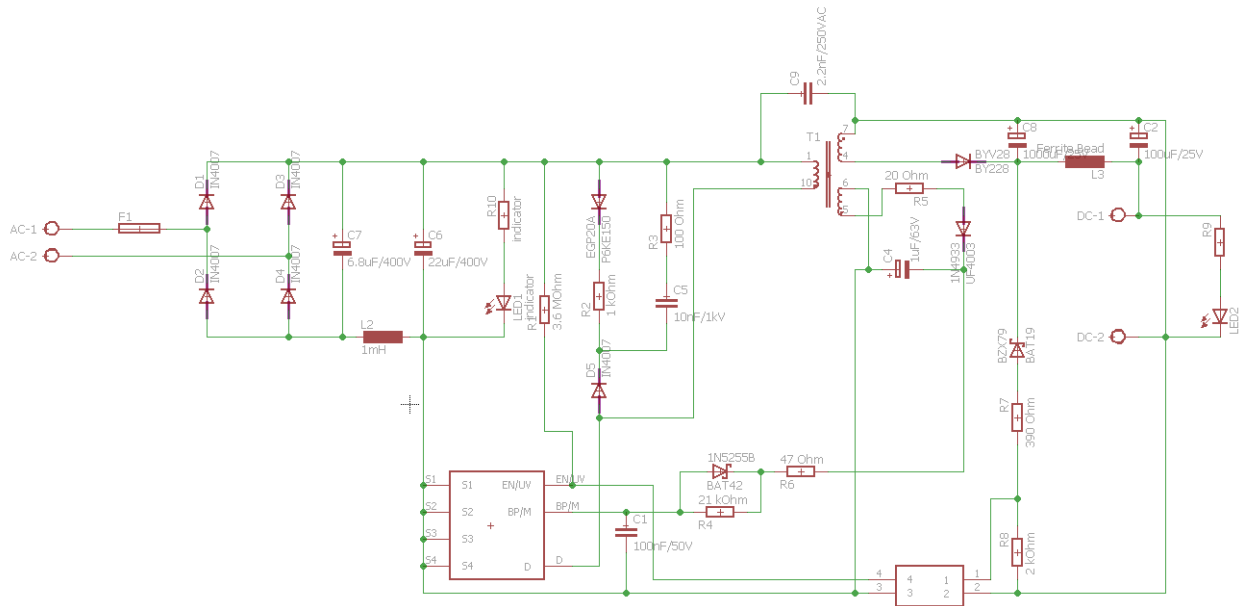 C9
2.2nF/250VAC
T1
7
1
4
10
6
5
C8
1000uF/25V
C2
100uF/25V
Ferrite Bead
L3
BYV28
BY228
20 Ohm
R5
D1
IN4007
D3
IN4007
R10
indicator
EGP20A
P6KE150
R3
100 Ohm
AC-1
F1
AC-2
C7
6.8uF/400V
C6
22uF/400V
C4
1uF/63V
1N4933
UF4003
DC-1
R9
D2
IN4007
D4
IN4007
LED1
indicator
R1
3.6 MOhm
R2
1 kOhm
C5
10nF/1kV
L2
1mH
D5
IN4007
BZX79
BAT19
DC-2
LED2
R7
390 Ohm
1N5255B
BAT42
47 Ohm
R6
S1
S1
EN/UV
EN/UV
21 kOhm
R4
S2
S2
BP/M
BP/M
C1
100nF/50V
S3
S3
S4
S4
D
D
R8
2 kOhm
4
4
1
1
3
3
2
2